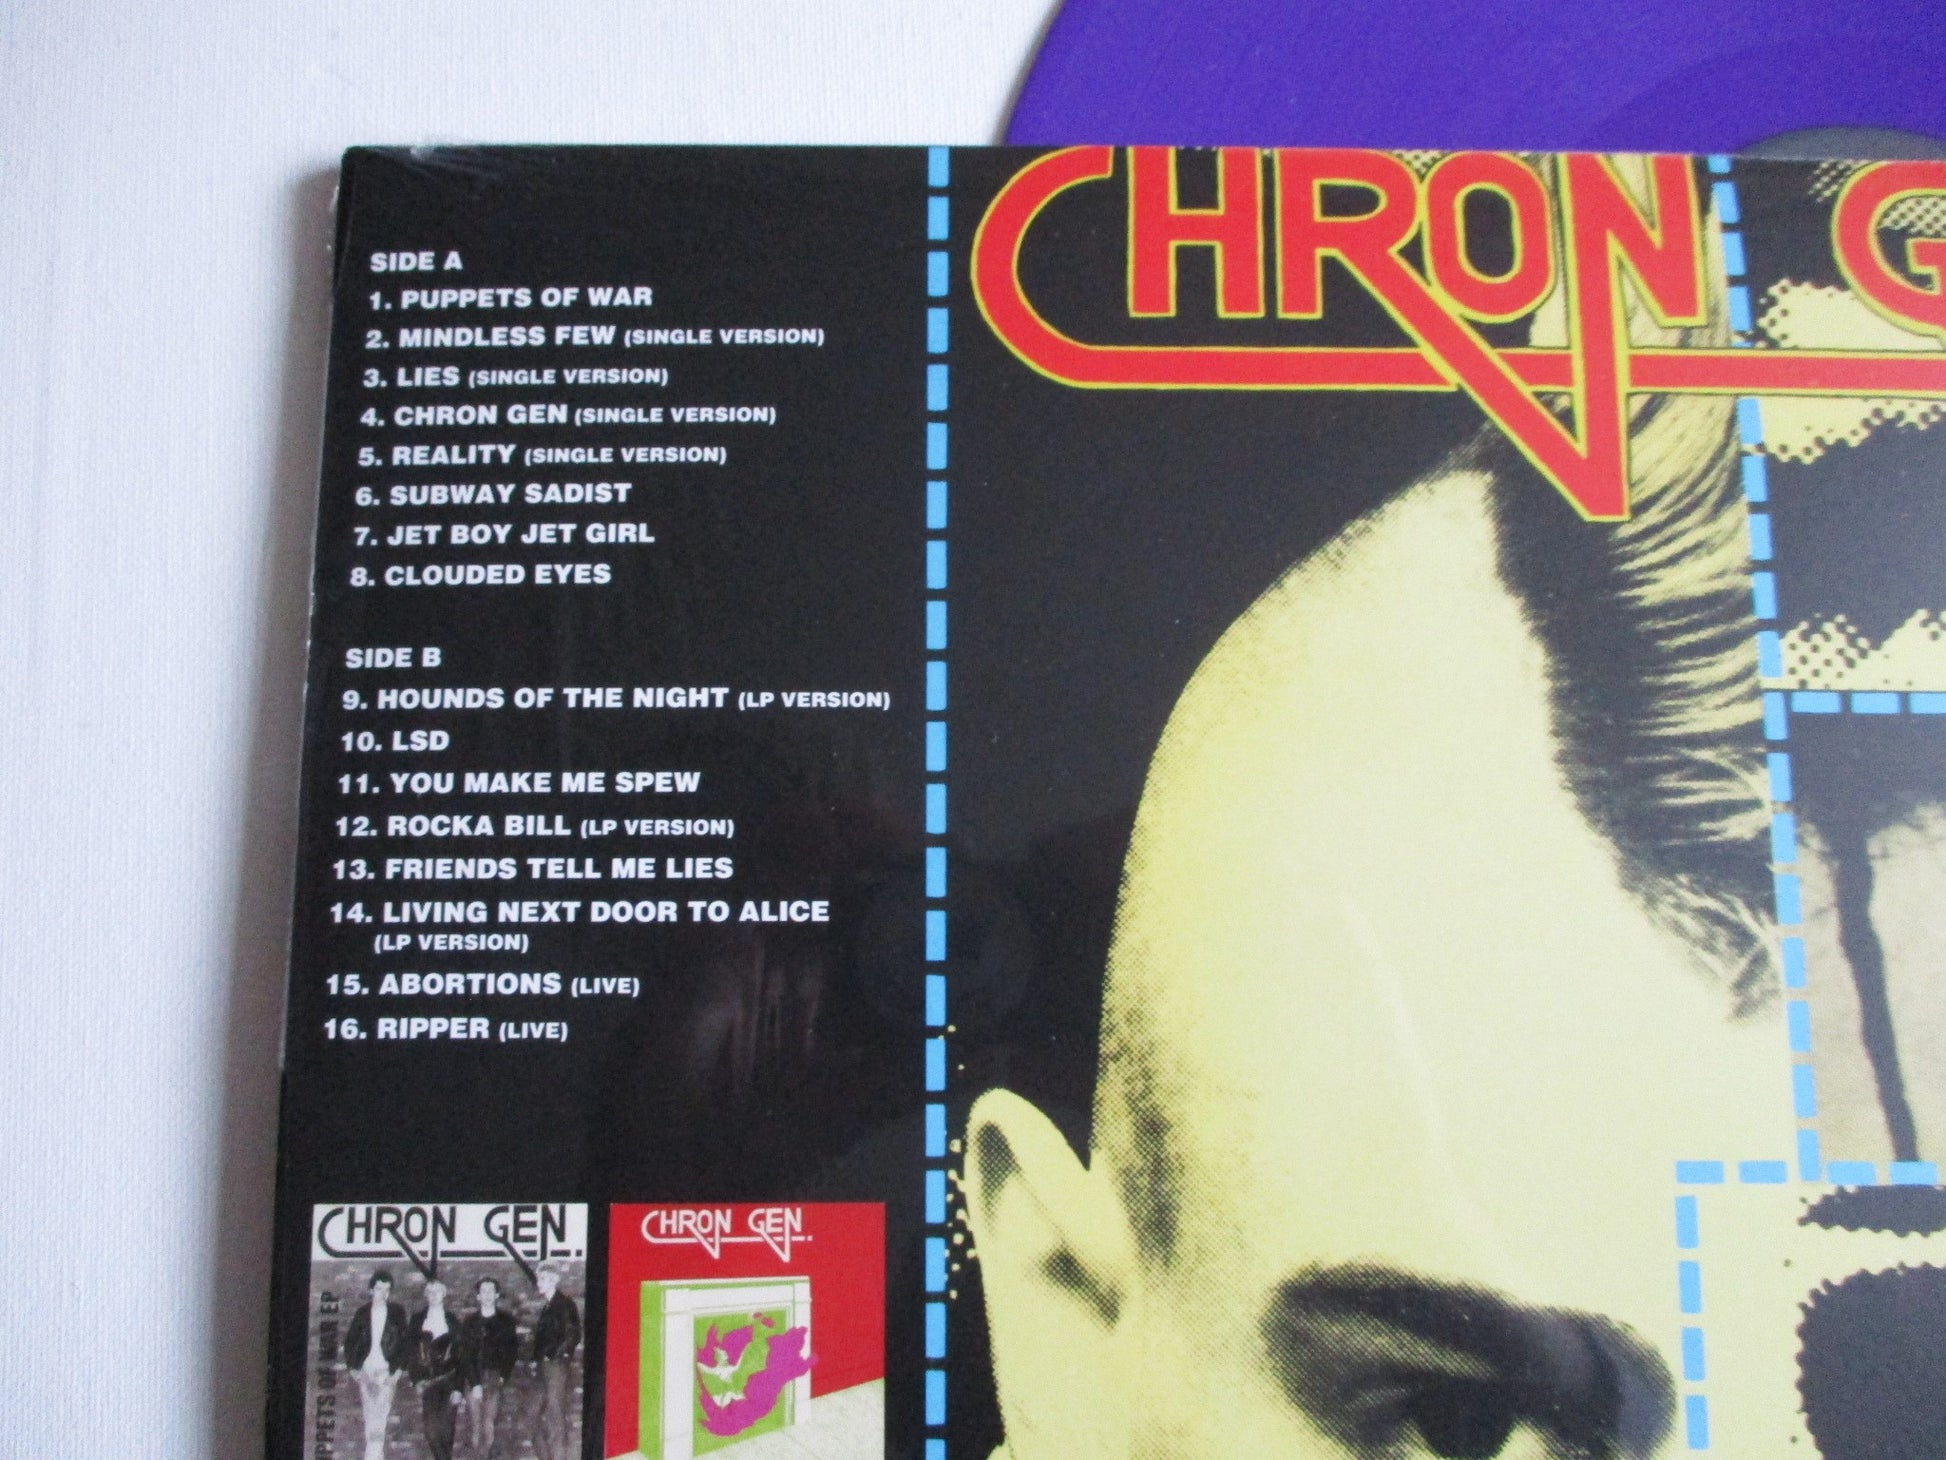 CHRON G
SIDE A
1. PUPPETS OF WAR
2. MINDLESS FEW (SINGLE VERSION)
3. LIES (SINGLE VERSION)
4. CHRON GEN (SINGLE VERSION)
5. REALITY (SINGLE VERSION)
6. SUBWAY SADIST
7. JET BOY JET GIRL
8. CLOUDED EYES
SIDE B
9. HOUNDS OF THE NIGHT (LP VERSION)
10. LSD
11. YOU MAKE ME SPEW
12. ROCKA BILL (LP VERSION)
13. FRIENDS TELL ME LIES
14. LIVING NEXT DOOR TO ALICE
(LP VERSION)
15. ABORTIONS (LIVE)
16. RIPPER (LIVE)
CHRON GEN.
PPETS OF WAR EP
CHRON GEN.